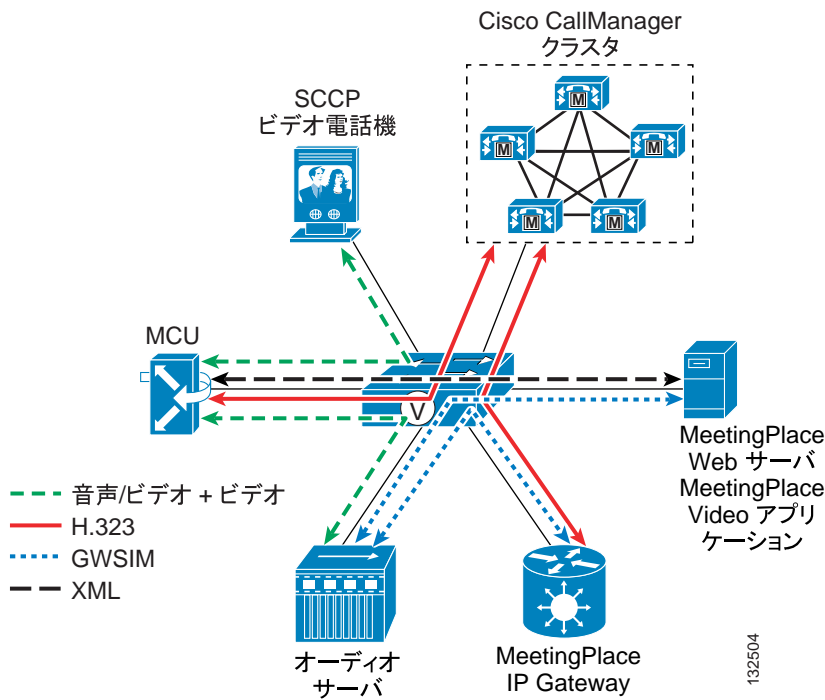 Cisco CallManager
クラスタ
SCCP
ビデオ電話機
M
M
M
M
M
MCU
V
MeetingPlace
Web サーバ
MeetingPlace
Video アプリ
ケーション
音声/ビデオ + ビデオ
H.323
GWSIM
XML
オーディオ
サーバ
MeetingPlace
IP Gateway
132504